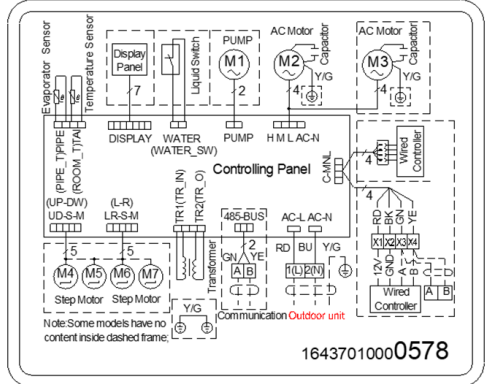 Evaporator Sensor
Temperature Sensor
Display
Panel
7
Liquid Switch
PUMP
M1
2
AC Motor
M2
Capacitor
Y/G
4
AC Motor
M3
Capacitor
Y/G
4
(PIPE_T)PIPE
(ROOM_T)TAI
DISPLAY
WATER
(WATER_SW)
PUMP
H M L AC-N
Controlling Panel
C-MNL
4
Wired
Controller
4
(UP-DW)
UD-S-M
(L-R)
LR-S-M
TR1(TR_IN)
TR2(TR_O)
485-BUS
AC-L AC-N
RD BK GN YE
X1 X2 X3 X4
5
5
2
GN YE
A B
RD BU Y/G
1(L) 2(N)
12V GND A B
A B
Wired
Controller
M4 M5 M6 M7
Step Motor Step Motor
Transformer
Y/G
Communication Outdoor unit
Note:Some models have no
content inside dashed frame;
16437010000578